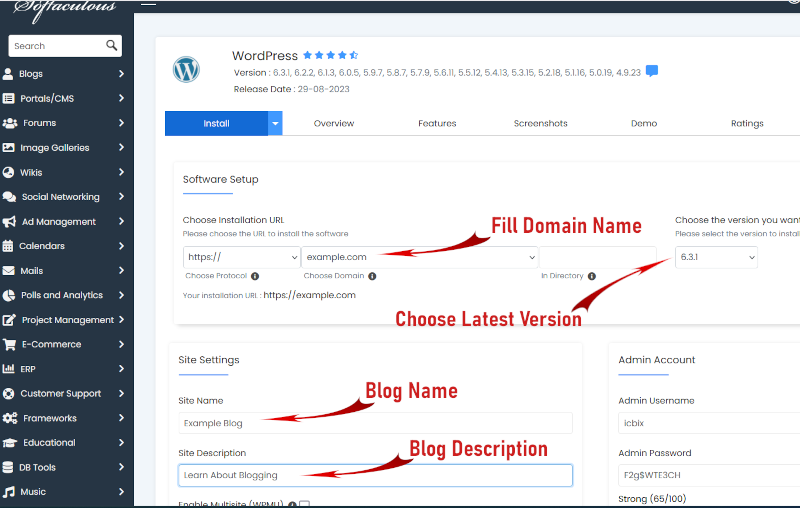 Softaculous
Search
Blogs
Portals/CMS
Forums
Image Galleries
Wikis
Social Networking
Ad Management
Calendars
Mails
Polls and Analytics
Project Management
E-Commerce
ERP
Customer Support
Frameworks
Educational
DB Tools
Music
WordPress
Version : 6.3.1, 6.2.2, 6.1.3, 6.0.5, 5.9.7, 5.8.7, 5.7.9, 5.6.11, 5.5.12, 5.4.13, 5.3.15, 5.2.18, 5.1.16, 5.0.19, 4.9.23
Release Date : 29-08-2023
Install Overview Features Screenshots Demo Ratings
Software Setup
Choose Installation URL
Please choose the URL to install the software
https:// example.com
Choose Protocol Choose Domain In Directory
Your installation URL : https://example.com
Fill Domain Name
Choose the version you want
Please select the version to install
6.3.1
Choose Latest Version
Site Settings
Site Name
Example Blog
Blog Name
Site Description
Learn About Blogging
Blog Description
Enable Multisite (WPMU)
Admin Account
Admin Username
icbix
Admin Password
F2g$WTE3CH
Strong (65/100)